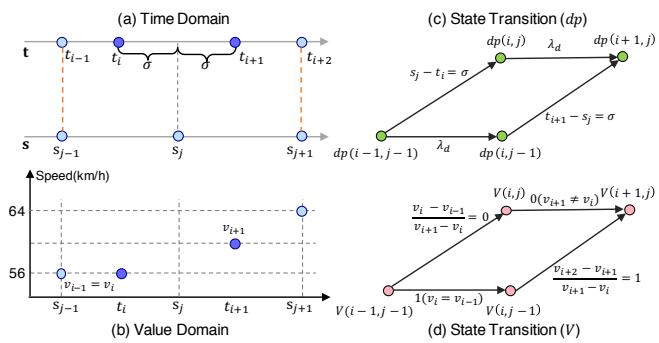 (a) Time Domain
t
t_{i−1}
t_i
σ
σ
t_{i+1}
t_{i+2}
s
s_{j−1}
s_j
s_{j+1}
Speed(km/h)
64
56
v_{i−1} = v_i
v_{i+1}
s_{j−1}
t_i
s_j
t_{i+1}
s_{j+1}
(b) Value Domain
(c) State Transition (dp)
dp(i, j)
λ_d
dp(i + 1, j)
s_j − t_i = σ
t_{i+1} − s_j = σ
λ_d
dp(i − 1, j − 1)
dp(i, j − 1)
V(i, j)
0(v_{i+1} ≠ v_i)
V(i + 1, j)
\frac{v_i − v_{i−1}}{v_{i+1} − v_i} = 0
\frac{v_{i+2} − v_{i+1}}{v_{i+1} − v_i} = 1
1(v_i = v_{i−1})
V(i − 1, j − 1)
V(i, j − 1)
(d) State Transition (V)